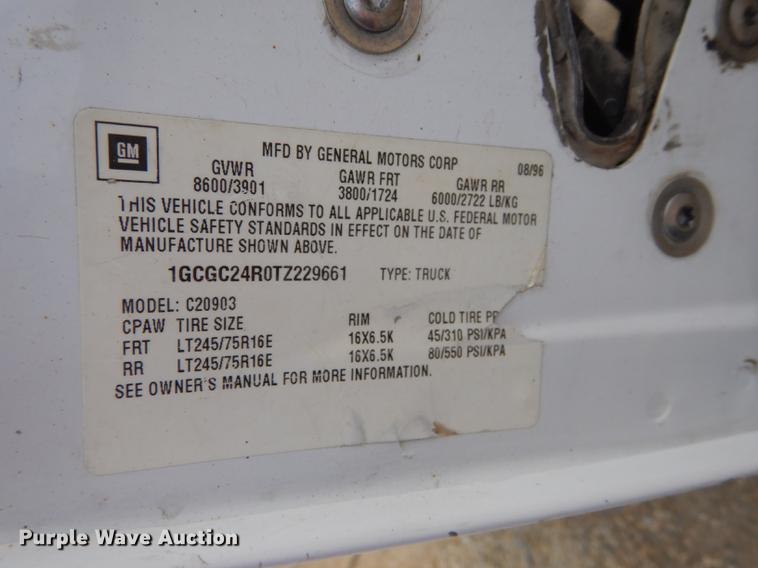 GM
MFD BY GENERAL MOTORS CORP 08/96
GVWR GAWR FRT GAWR RR
8600/3901 3800/1724 6000/2722 LB/KG
THIS VEHICLE CONFORMS TO ALL APPLICABLE U.S. FEDERAL MOTOR
VEHICLE SAFETY STANDARDS IN EFFECT ON THE DATE OF
MANUFACTURE SHOWN ABOVE.
1GCGC24R0TZ229661 TYPE: TRUCK
MODEL: C20903
CPAW TIRE SIZE RIM COLD TIRE PR
FRT LT245/75R16E 16X6.5K 45/310 PSI/KPA
RR LT245/75R16E 16X6.5K 80/550 PSI/KPA
SEE OWNER'S MANUAL FOR MORE INFORMATION.
Purple Wave Auction